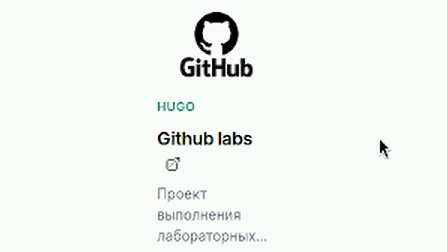 GitHub
HUGO
Github labs
Проект
выполнения
лабораторных...